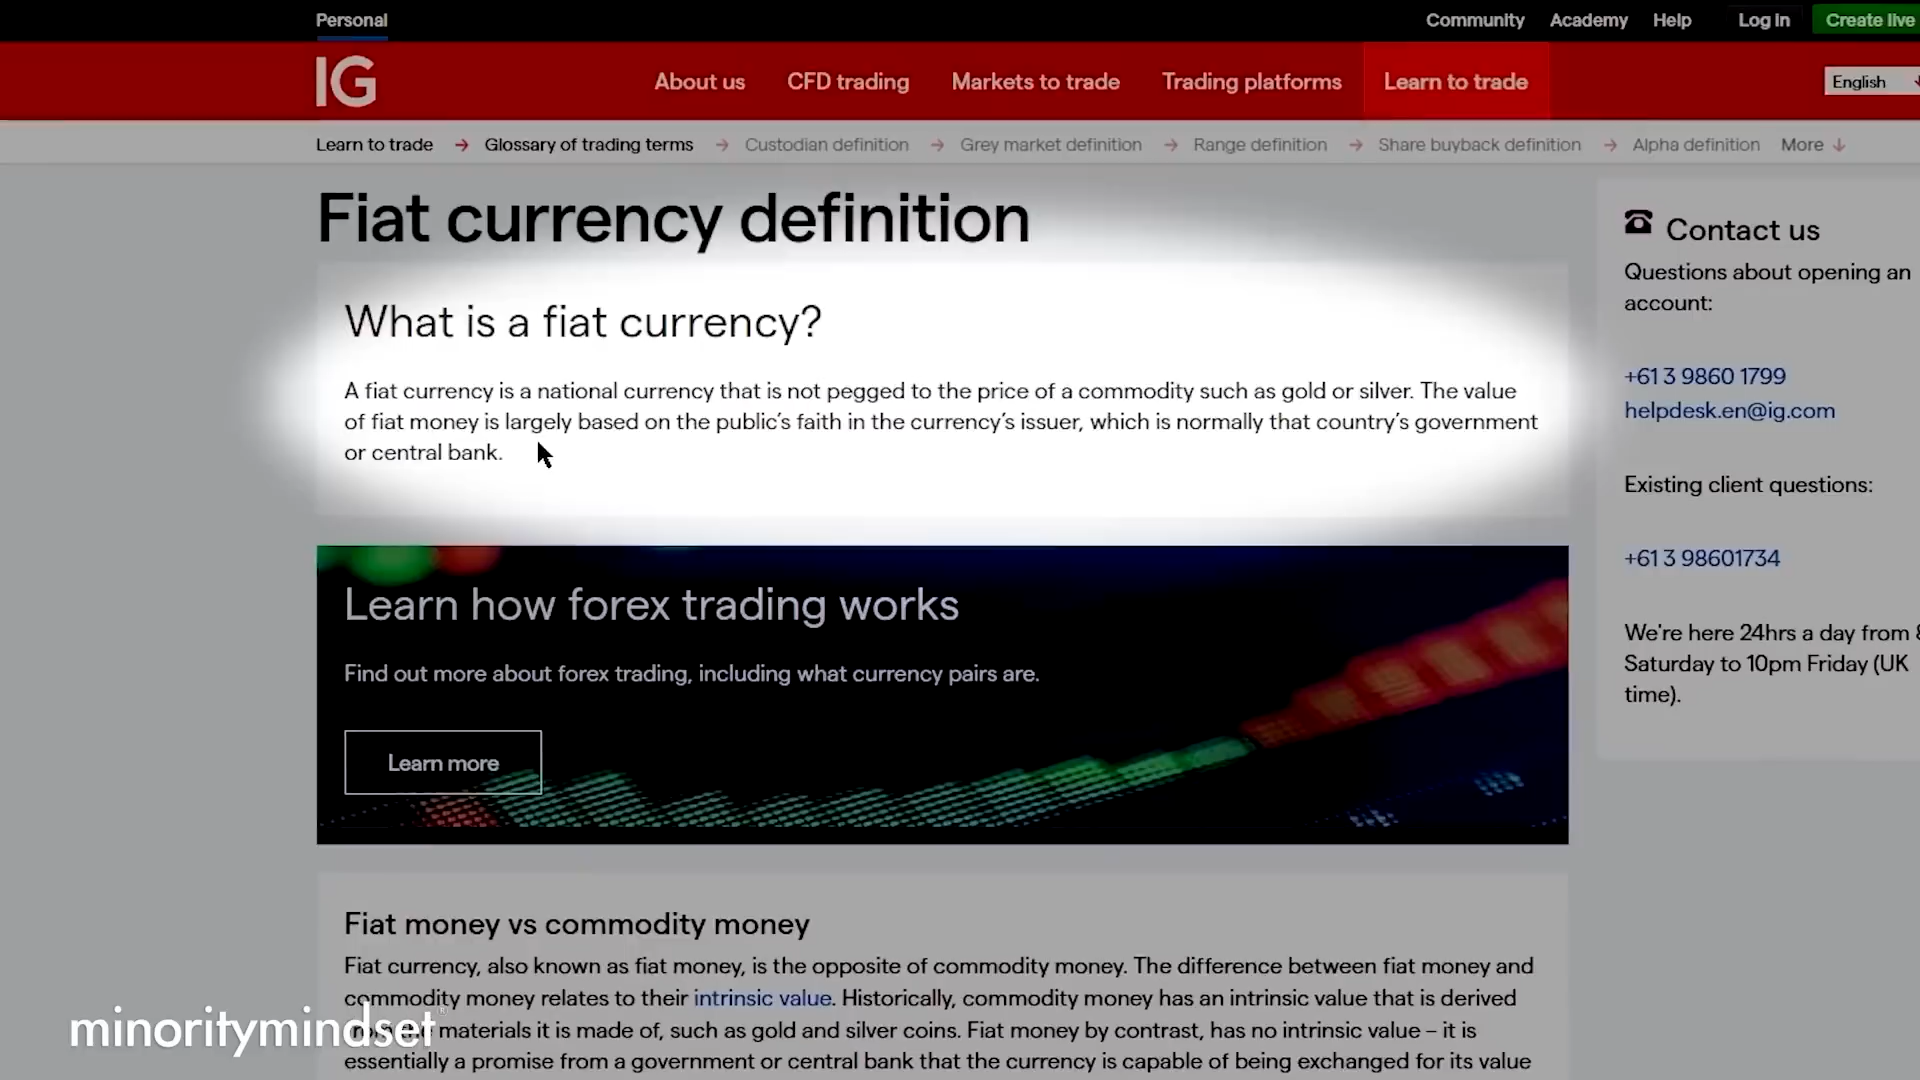 Personal
Community Academy Help Log in Create live
IG
About us CFD trading Markets to trade Trading platforms Learn to trade
English
Learn to trade → Glossary of trading terms → Custodian definition → Grey market definition → Range definition → Share buyback definition → Alpha definition More ↓
Fiat currency definition
What is a fiat currency?
A fiat currency is a national currency that is not pegged to the price of a commodity such as gold or silver. The value
of fiat money is largely based on the public's faith in the currency's issuer, which is normally that country's government
or central bank.
Contact us
Questions about opening an
account:
+61 3 9860 1799
helpdesk.en@ig.com
Existing client questions:
+61 3 98601734
We're here 24hrs a day from
Saturday to 10pm Friday (UK
time).
Learn how forex trading works
Find out more about forex trading, including what currency pairs are.
Learn more
Fiat money vs commodity money
Fiat currency, also known as fiat money, is the opposite of commodity money. The difference between fiat money and
commodity money relates to their intrinsic value. Historically, commodity money has an intrinsic value that is derived
materials it is made of, such as gold and silver coins. Fiat money by contrast, has no intrinsic value – it is
essentially a promise from a government or central bank that the currency is capable of being exchanged for its value
minoritymindset